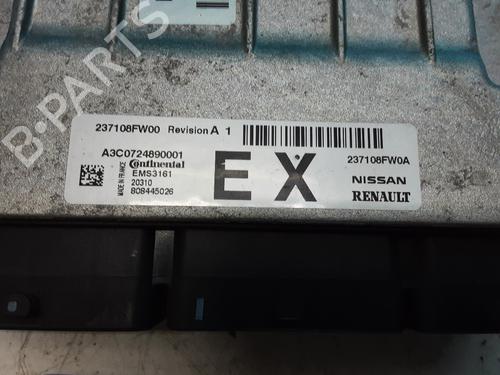 B-PARTS
237108FW00 Revision A 1
A3C0724890001
Continental
EMS3161
20310
808445026
MADE IN FRANCE
EX
237108FW0A
NISSAN
RENAULT